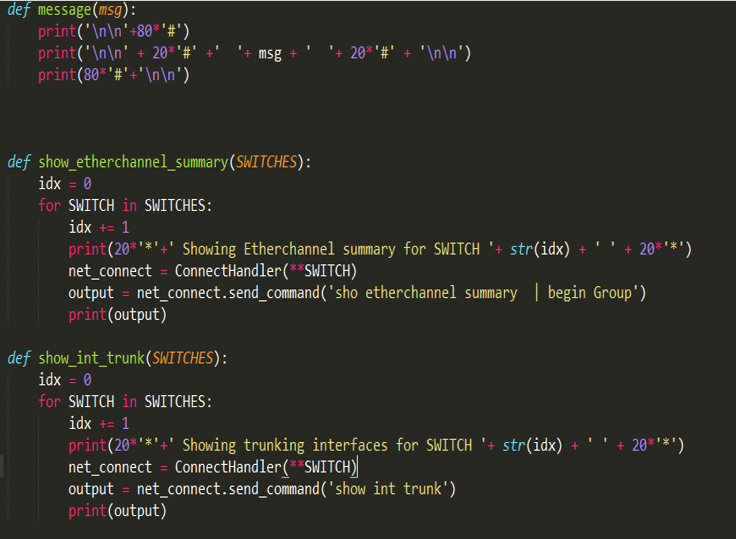 def message(msg):
    print('\n\n'+80*'#')
    print('\n\n' + 20*'#' +'  '+ msg + '  '+ 20*'#' + '\n\n')
    print(80*'#'+'\n\n')
def show_etherchannel_summary(SWITCHES):
    idx = 0
    for SWITCH in SWITCHES:
        idx += 1
        print(20*'*'+' Showing Etherchannel summary for SWITCH '+ str(idx) + ' ' + 20*'*')
        net_connect = ConnectHandler(**SWITCH)
        output = net_connect.send_command('sho etherchannel summary  | begin Group')
        print(output)
def show_int_trunk(SWITCHES):
    idx = 0
    for SWITCH in SWITCHES:
        idx += 1
        print(20*'*'+' Showing trunking interfaces for SWITCH '+ str(idx) + ' ' + 20*'*')
        net_connect = ConnectHandler(**SWITCH)
        output = net_connect.send_command('show int trunk')
        print(output)